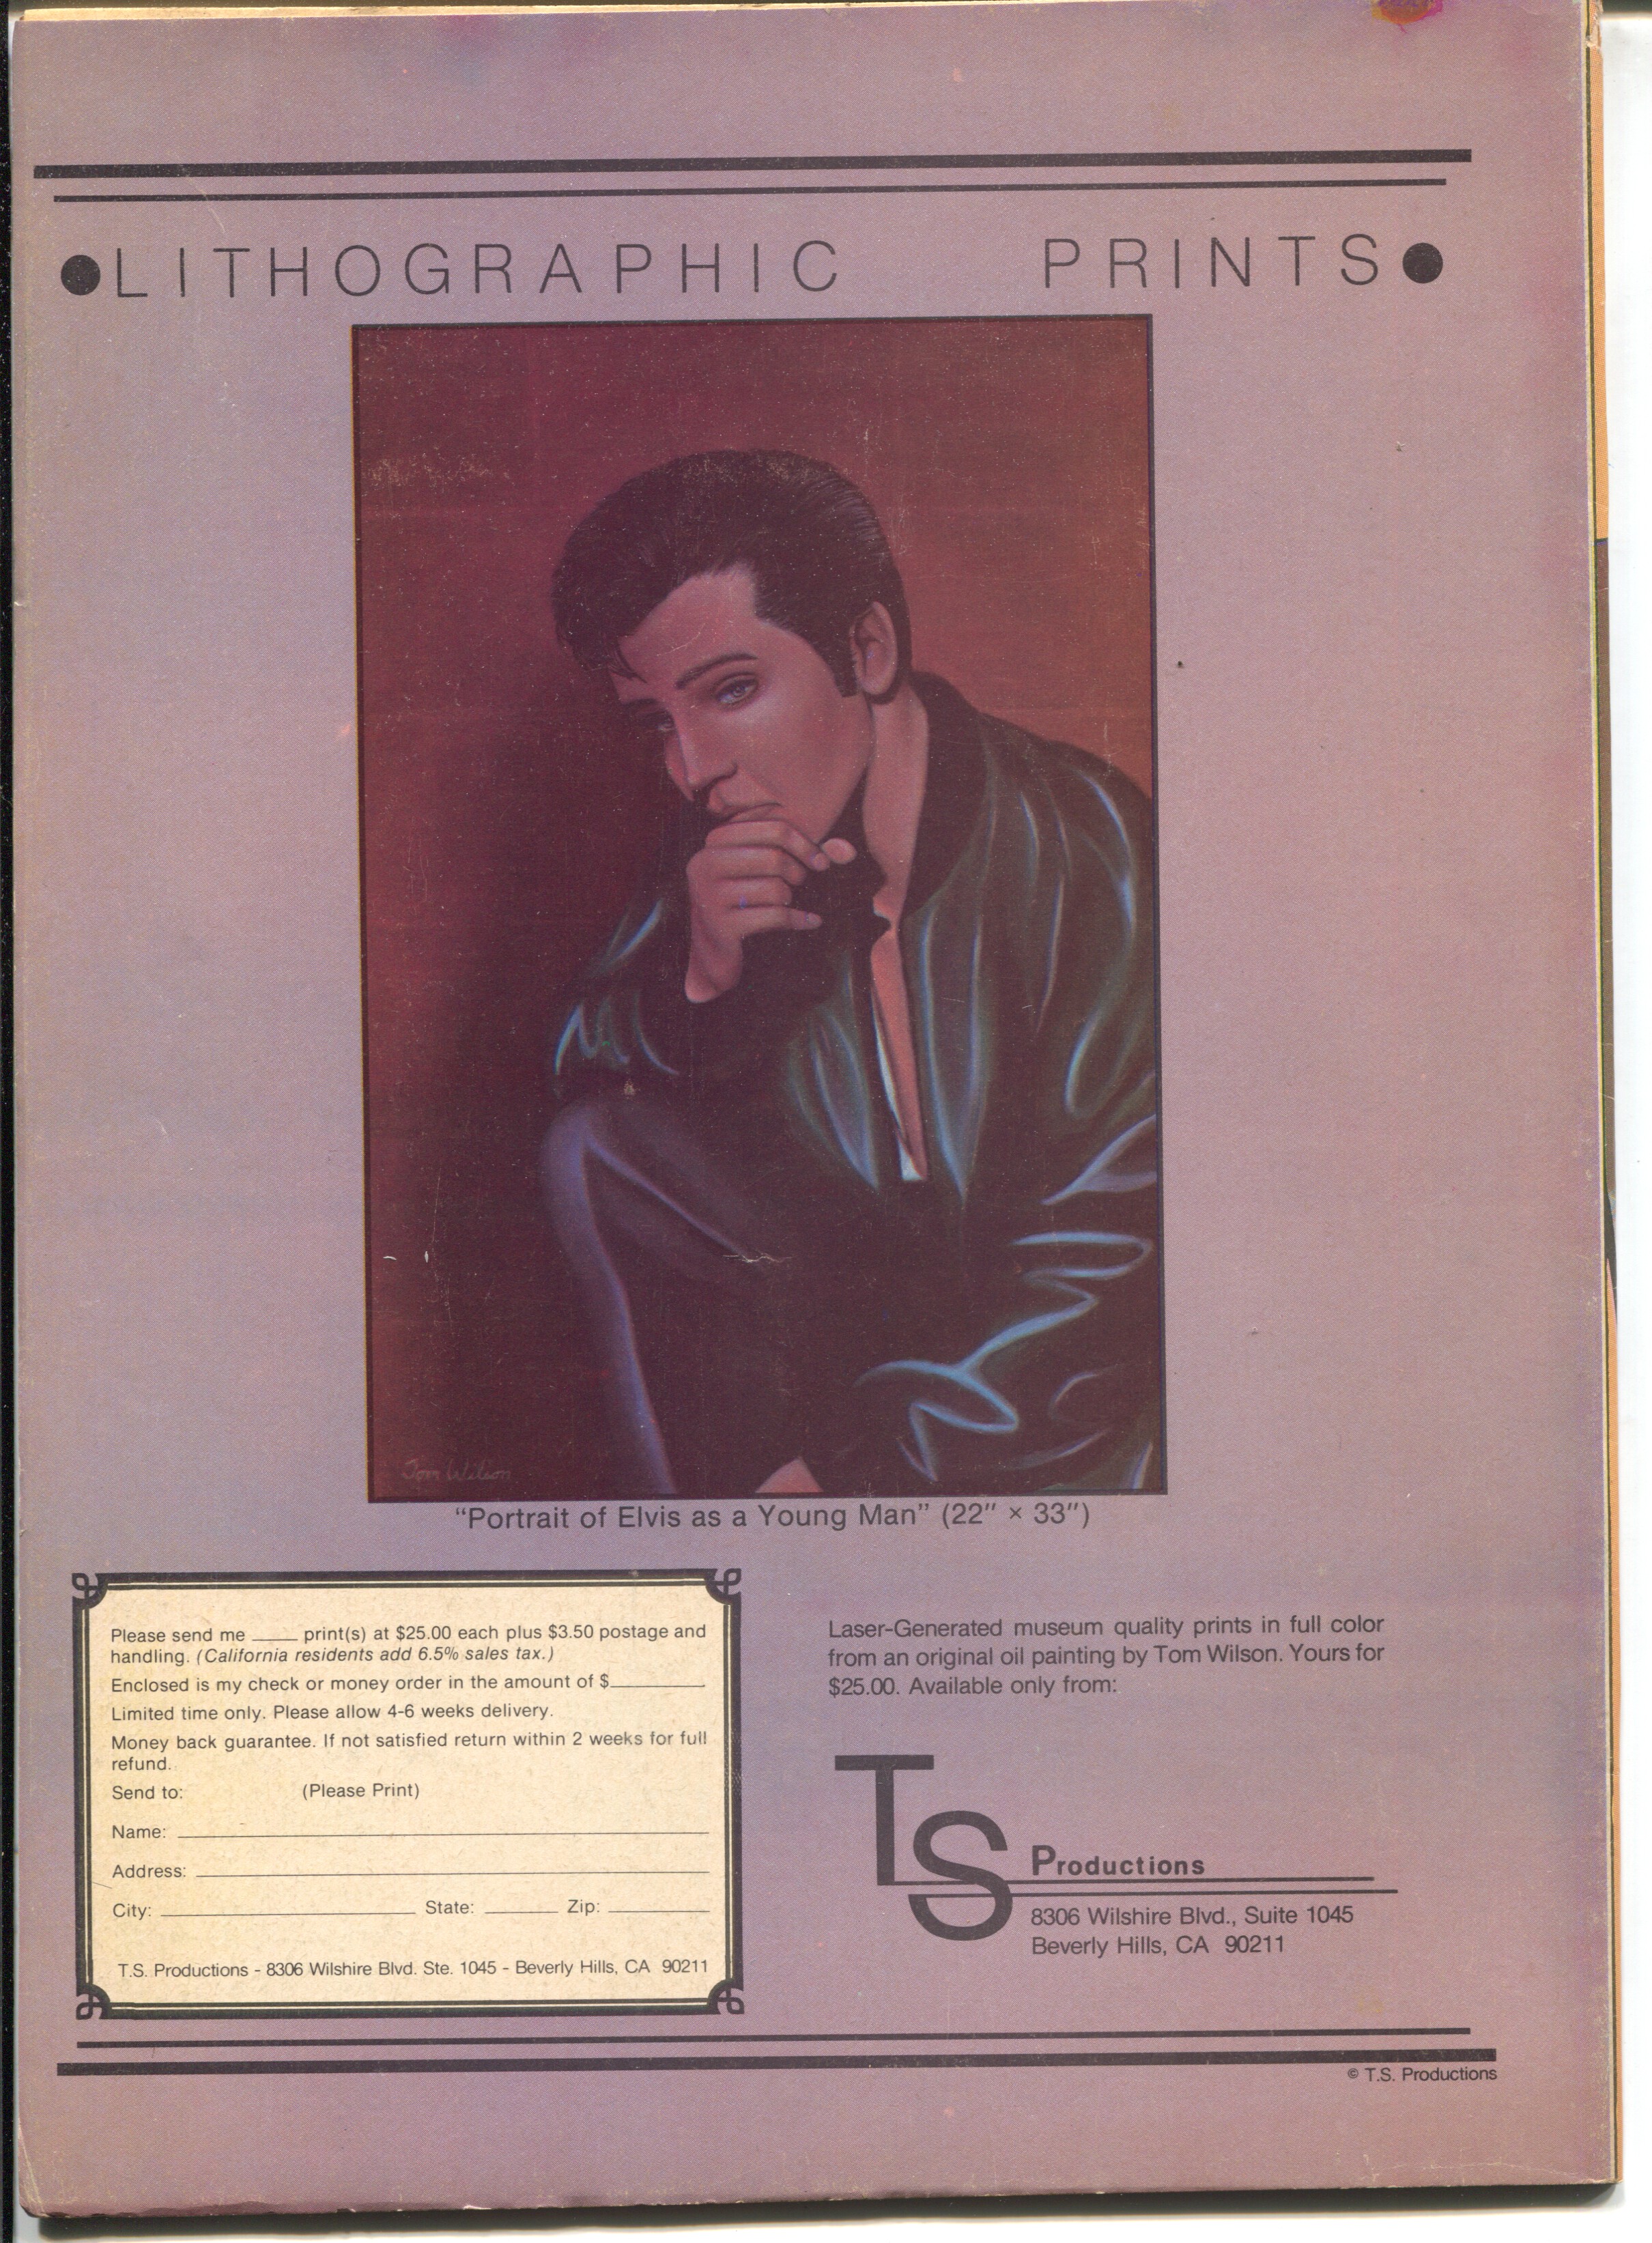 ●LITHOGRAPHIC PRINTS●
Tom Wilson
“Portrait of Elvis as a Young Man” (22″ × 33″)
Please send me ____ print(s) at $25.00 each plus $3.50 postage and
handling. (California residents add 6.5% sales tax.)
Enclosed is my check or money order in the amount of $________
Limited time only. Please allow 4-6 weeks delivery.
Money back guarantee. If not satisfied return within 2 weeks for full
refund.
Send to: (Please Print)
Name: ________
Address: ________
City: ________ State: ________ Zip: ________
T.S. Productions - 8306 Wilshire Blvd. Ste. 1045 - Beverly Hills, CA 90211
Laser-Generated museum quality prints in full color
from an original oil painting by Tom Wilson. Yours for
$25.00. Available only from:
TS Productions
8306 Wilshire Blvd., Suite 1045
Beverly Hills, CA 90211
© T.S. Productions